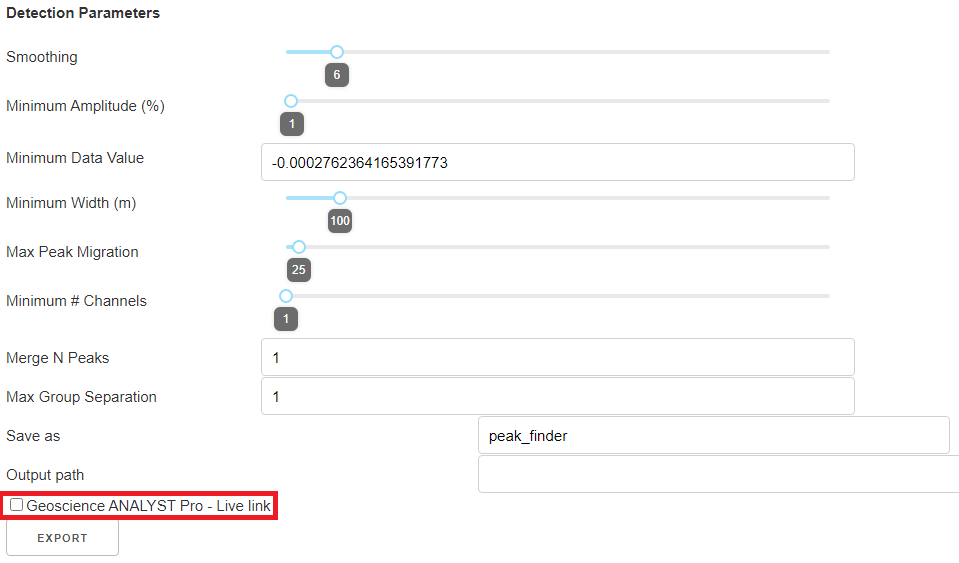 Detection Parameters
Smoothing
6
Minimum Amplitude (%)
1
Minimum Data Value
-0.0002762364165391773
Minimum Width (m)
100
Max Peak Migration
25
Minimum # Channels
1
Merge N Peaks
1
Max Group Separation
1
Save as
peak_finder
Output path
Geoscience ANALYST Pro - Live link
EXPORT